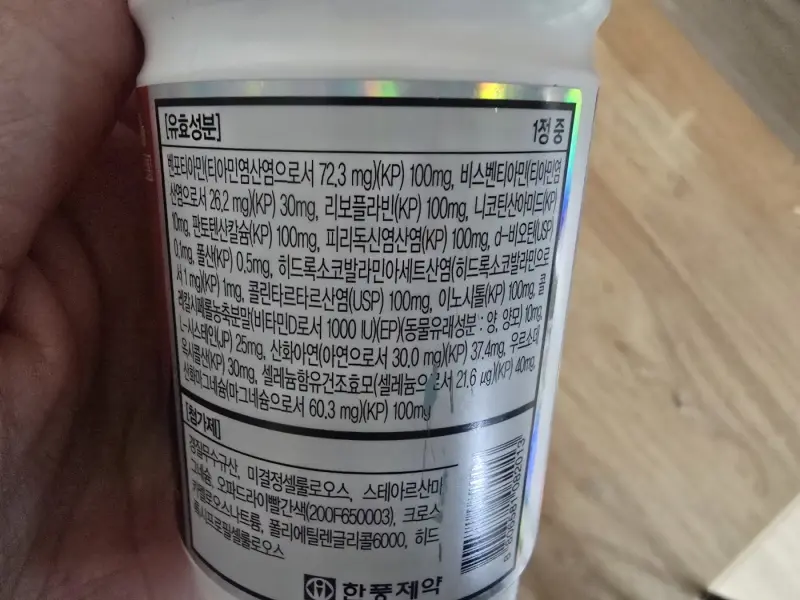 [유효성분] 1정 중
벤포티아민(티아민염산염으로서 72.3 mg)(KP) 100mg, 비스벤티아민(티아민염
산염으로서 26.2 mg)(KP) 30mg, 리보플라빈(KP) 100mg, 니코틴산아미드(KP)
10mg, 판토텐산칼슘(KP) 100mg, 피리독신염산염(KP) 100mg, d-비오틴(USP)
0.1mg, 폴산(KP) 0.5mg, 히드록소코발라민아세트산염(히드록소코발라민으로
서 1 mg)(KP) 1mg, 콜린타르타르산염(USP) 100mg, 이노시톨(KP) 100mg, 콜
레칼시페롤농축분말(비타민D로서 1000 IU)(EP)(동물유래성분 : 양, 양모) 10mg,
L-시스테인(JP) 25mg, 산화아연(아연으로서 30.0 mg)(KP) 37.4mg, 우르소데
옥시콜산(KP) 30mg, 셀레늄함유건조효모(셀레늄으로서 21.6 μg)(KP) 40mg,
산화마그네슘(마그네슘으로서 60.3 mg)(KP) 100mg
[첨가제]
경질무수규산, 미결정셀룰로오스, 스테아르산마
그네슘, 오파드라이빨간색(200F650003), 크로스
카멜로오스나트륨, 폴리에틸렌글리콜6000, 히드
록시프로필셀룰로오스
한풍제약